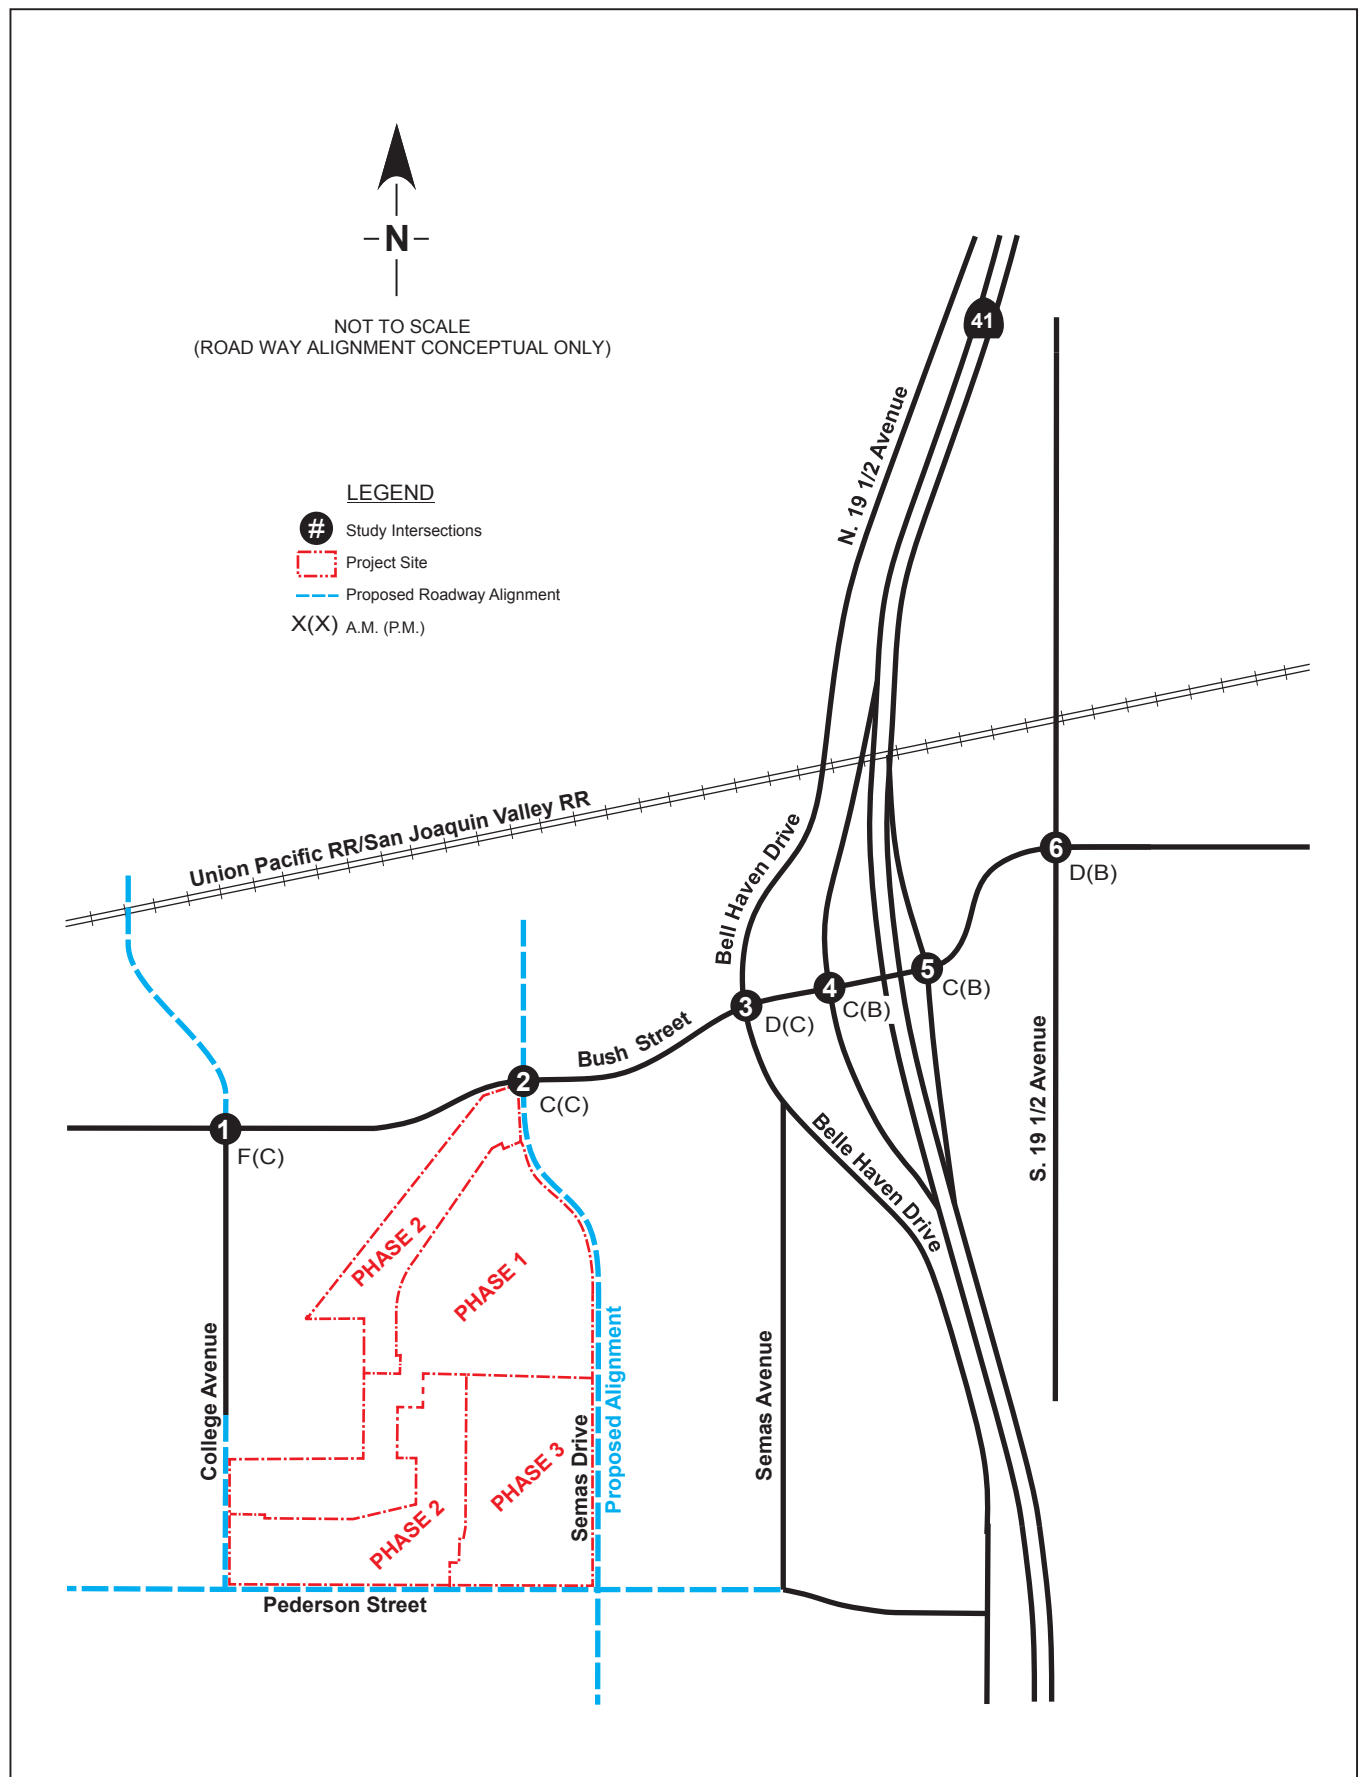 N
NOT TO SCALE
(ROAD WAY ALIGNMENT CONCEPTUAL ONLY)
41
N. 19 1/2 Avenue
LEGEND
# Study Intersections
Project Site
Proposed Roadway Alignment
X(X) A.M. (P.M.)
Union Pacific RR/San Joaquin Valley RR
Bell Haven Drive
6
D(B)
5
C(B)
4
C(B)
3
D(C)
Bush Street
2
C(C)
1
F(C)
S. 19 1/2 Avenue
Belle Haven Drive
PHASE 2
PHASE 1
College Avenue
Semas Drive
Proposed Alignment
Semas Avenue
PHASE 3
PHASE 2
Pederson Street